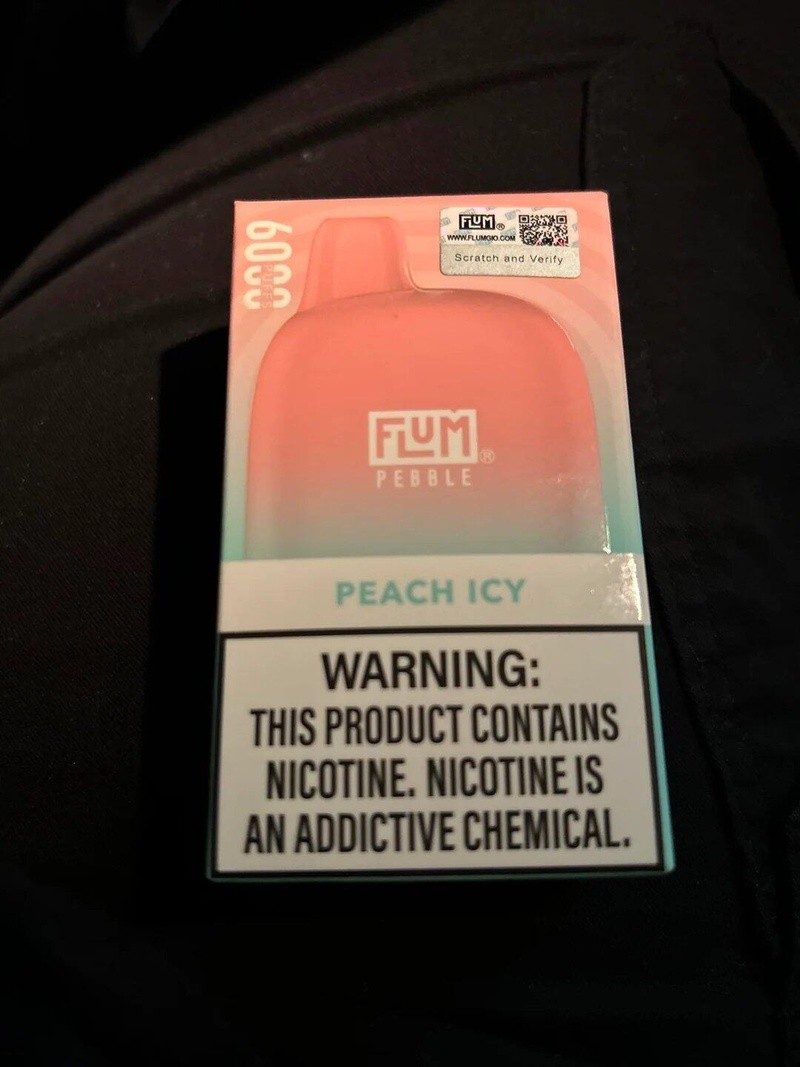 6000
PUFFS
FLUM®
WWW.FLUMGIO.COM
Scratch and Verify
FLUM®
PEBBLE
PEACH ICY
WARNING:
THIS PRODUCT CONTAINS
NICOTINE. NICOTINE IS
AN ADDICTIVE CHEMICAL.